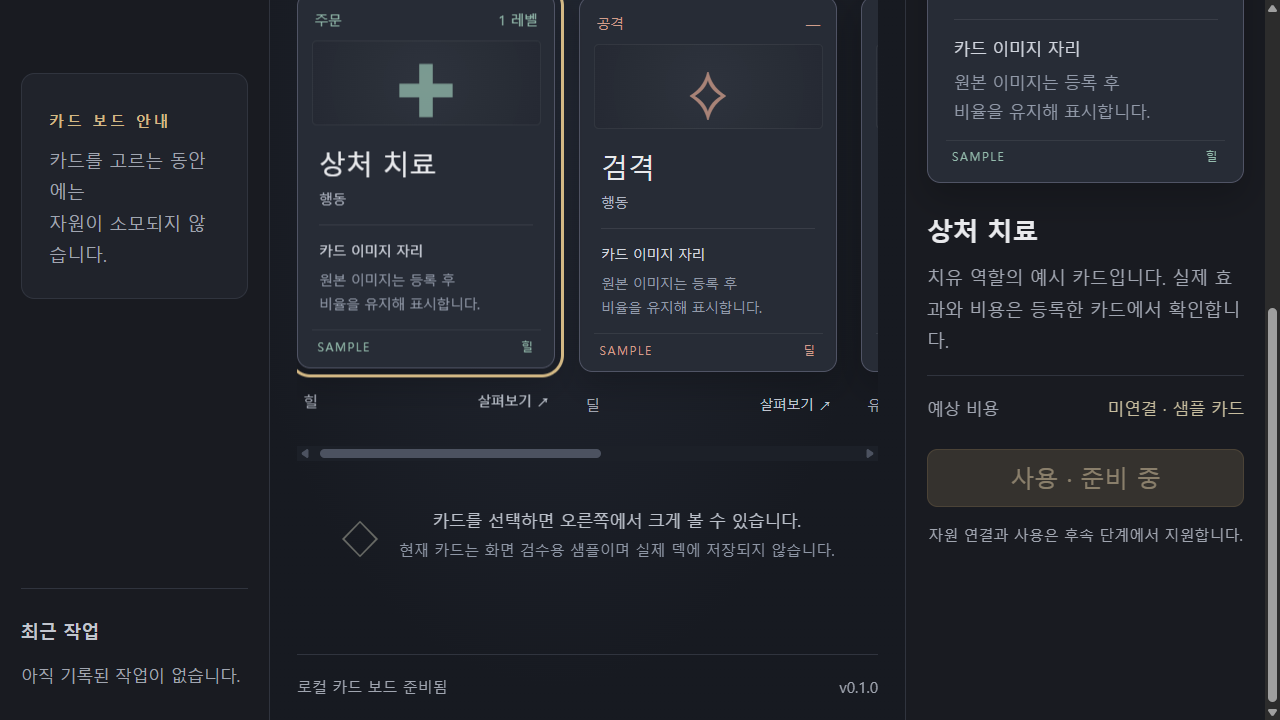 카드 보드 안내
카드를 고르는 동안
에는
자원이 소모되지 않
습니다.
최근 작업
아직 기록된 작업이 없습니다.
주문
1 레벨
상처 치료
행동
카드 이미지 자리
원본 이미지는 등록 후
비율을 유지해 표시합니다.
SAMPLE
힐
힐
살펴보기 ↗
공격
—
검격
행동
카드 이미지 자리
원본 이미지는 등록 후
비율을 유지해 표시합니다.
SAMPLE
딜
딜
살펴보기 ↗
카드를 선택하면 오른쪽에서 크게 볼 수 있습니다.
현재 카드는 화면 검수용 샘플이며 실제 덱에 저장되지 않습니다.
로컬 카드 보드 준비됨
v0.1.0
카드 이미지 자리
원본 이미지는 등록 후
비율을 유지해 표시합니다.
SAMPLE
힐
상처 치료
치유 역할의 예시 카드입니다. 실제 효
과와 비용은 등록한 카드에서 확인합니
다.
예상 비용
미연결 · 샘플 카드
사용 · 준비 중
자원 연결과 사용은 후속 단계에서 지원합니다.